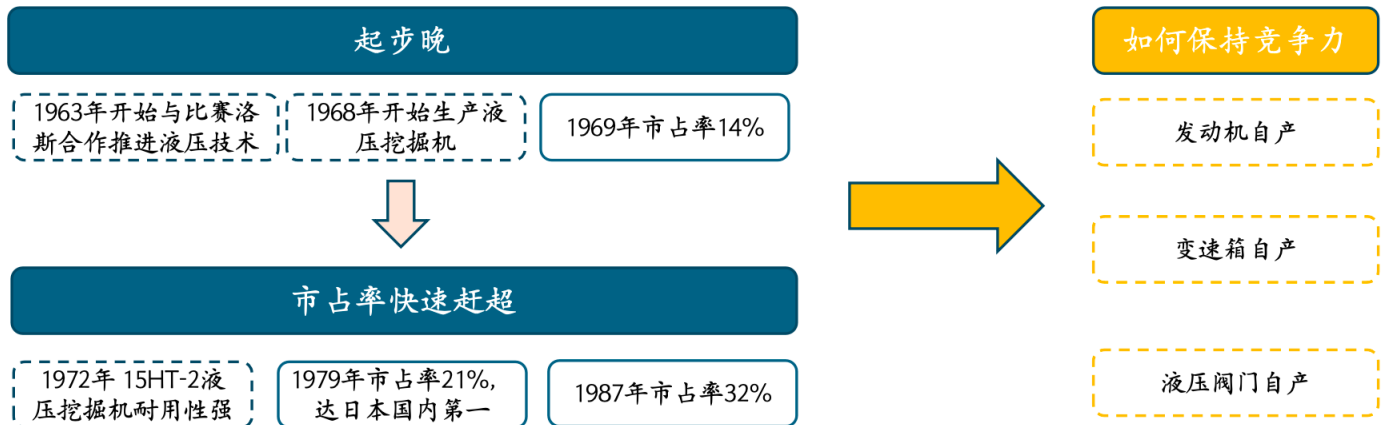 起步晚
1963年开始与比赛洛
斯合作推进液压技术
1968年开始生产液
压挖掘机
1969年市占率14%
市占率快速赶超
1972年 15HT-2液
压挖掘机耐用性强
1979年市占率21%,
达日本国内第一
1987年市占率32%
如何保持竞争力
发动机自产
变速箱自产
液压阀门自产